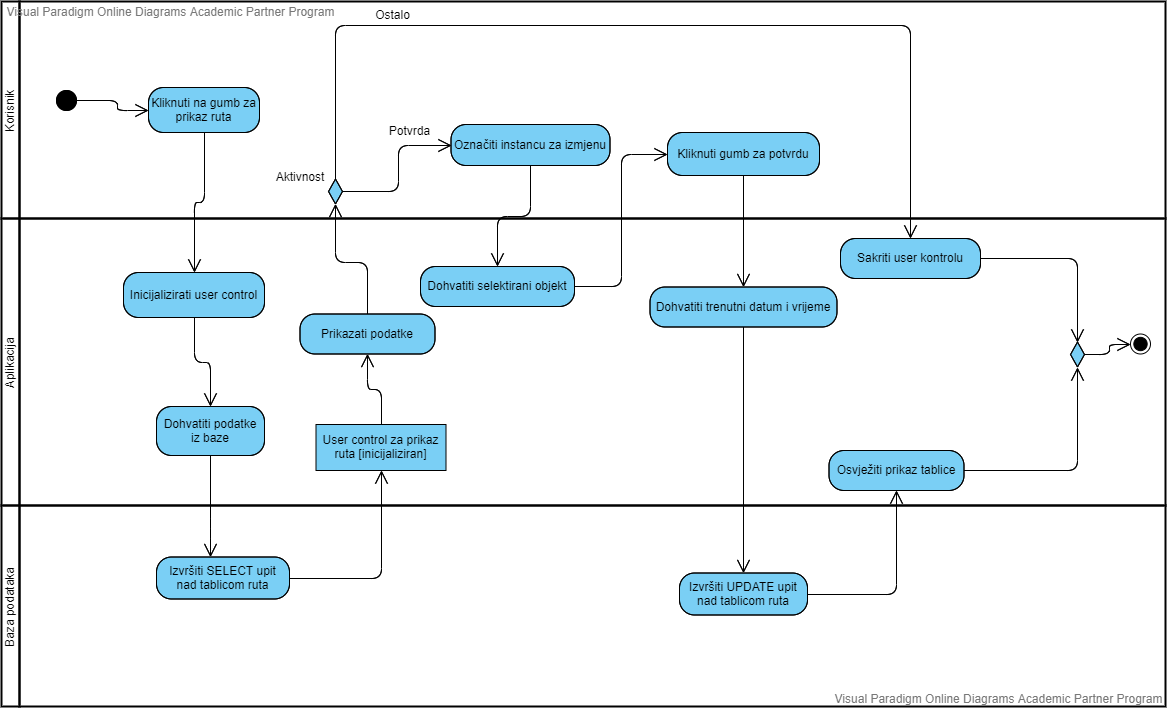 Visual Paradigm Online Diagrams Academic Partner Program
Korisnik
Ostalo
Kliknuti na gumb za
prikaz ruta
Aktivnost
Potvrda
Označiti instancu za izmjenu
Kliknuti gumb za potvrdu
Aplikacija
Inicijalizirati user control
Dohvatiti podatke
iz baze
User control za prikaz
ruta [inicijaliziran]
Prikazati podatke
Dohvatiti selektirani objekt
Dohvatiti trenutni datum i vrijeme
Sakriti user kontrolu
Osvježiti prikaz tablice
Baza podataka
Izvršiti SELECT upit
nad tablicom ruta
Izvršiti UPDATE upit
nad tablicom ruta
Visual Paradigm Online Diagrams Academic Partner Program